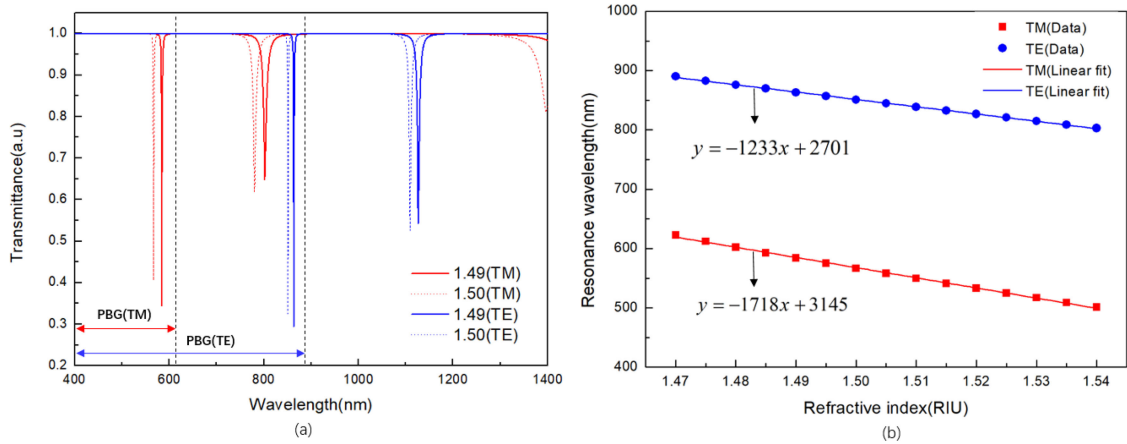 Transmittance(a.u)
1.0
0.9
0.8
0.7
0.6
0.5
0.4
0.3
0.2
1.49(TM)
1.50(TM)
1.49(TE)
1.50(TE)
PBG(TM)
PBG(TE)
400 600 800 1000 1200 1400
Wavelength(nm)
(a)
Resonance wavelength(nm)
1000
900
800
700
600
500
400
TM(Data)
TE(Data)
TM(Linear fit)
TE(Linear fit)
y = −1233x + 2701
y = −1718x + 3145
1.47 1.48 1.49 1.50 1.51 1.52 1.53 1.54
Refractive index(RIU)
(b)